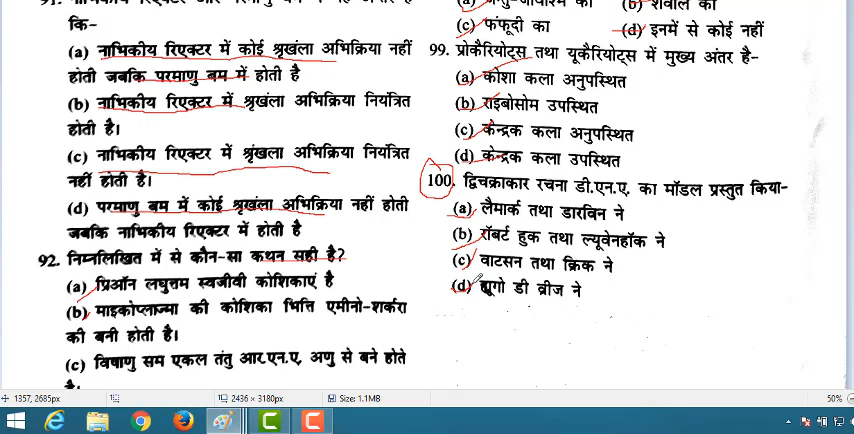 कि-
(a) नाभिकीय रिएक्टर में कोई श्रृखंला अभिक्रिया नहीं
होती जबकि परमाणु बम में होती है
(b) नाभिकीय रिएक्टर में श्रृखंला अभिक्रिया नियंत्रित
होती है।
(c) नाभिकीय रिएक्टर में श्रृंखला अभिक्रिया नियंत्रित
नहीं होती है।
(d) परमाणु बम में कोई श्रृखंला अभिक्रिया नहीं होती
जबकि नाभिकीय रिएक्टर में होती है
92. निम्नलिखित में से कौन-सा कथन सही है?
(a) प्रिऑन लघुत्तम स्वजीवी कोशिकाएं है
(b) माइकोप्लाज्मा की कोशिका भित्ति एमीनो-शर्करा
की बनी होती है।
(c) विषाणु सम एकल तंतु आर.एन.ए. अणु से बने होते
(b) शैवाल का
(c) फंफूदी का
(d) इनमें से कोई नहीं
99. प्रोकैरियोट्स तथा यूकैरियोट्स में मुख्य अंतर है-
(a) कोशा कला अनुपस्थित
(b) राइबोसोम उपस्थित
(c) केन्द्रक कला अनुपस्थित
(d) केन्द्रक कला उपस्थित
100. द्विचक्राकार रचना डी.एन.ए. का मॉडल प्रस्तुत किया-
(a) लैमार्क तथा डारविन ने
(b) रॉबर्ट हुक तथा ल्यूवेनहॉक ने
(c) वाटसन तथा क्रिक ने
(d) ह्यूगो डी व्रीज ने
1357, 2685px
2436 × 3180px
Size: 1.1MB
50%